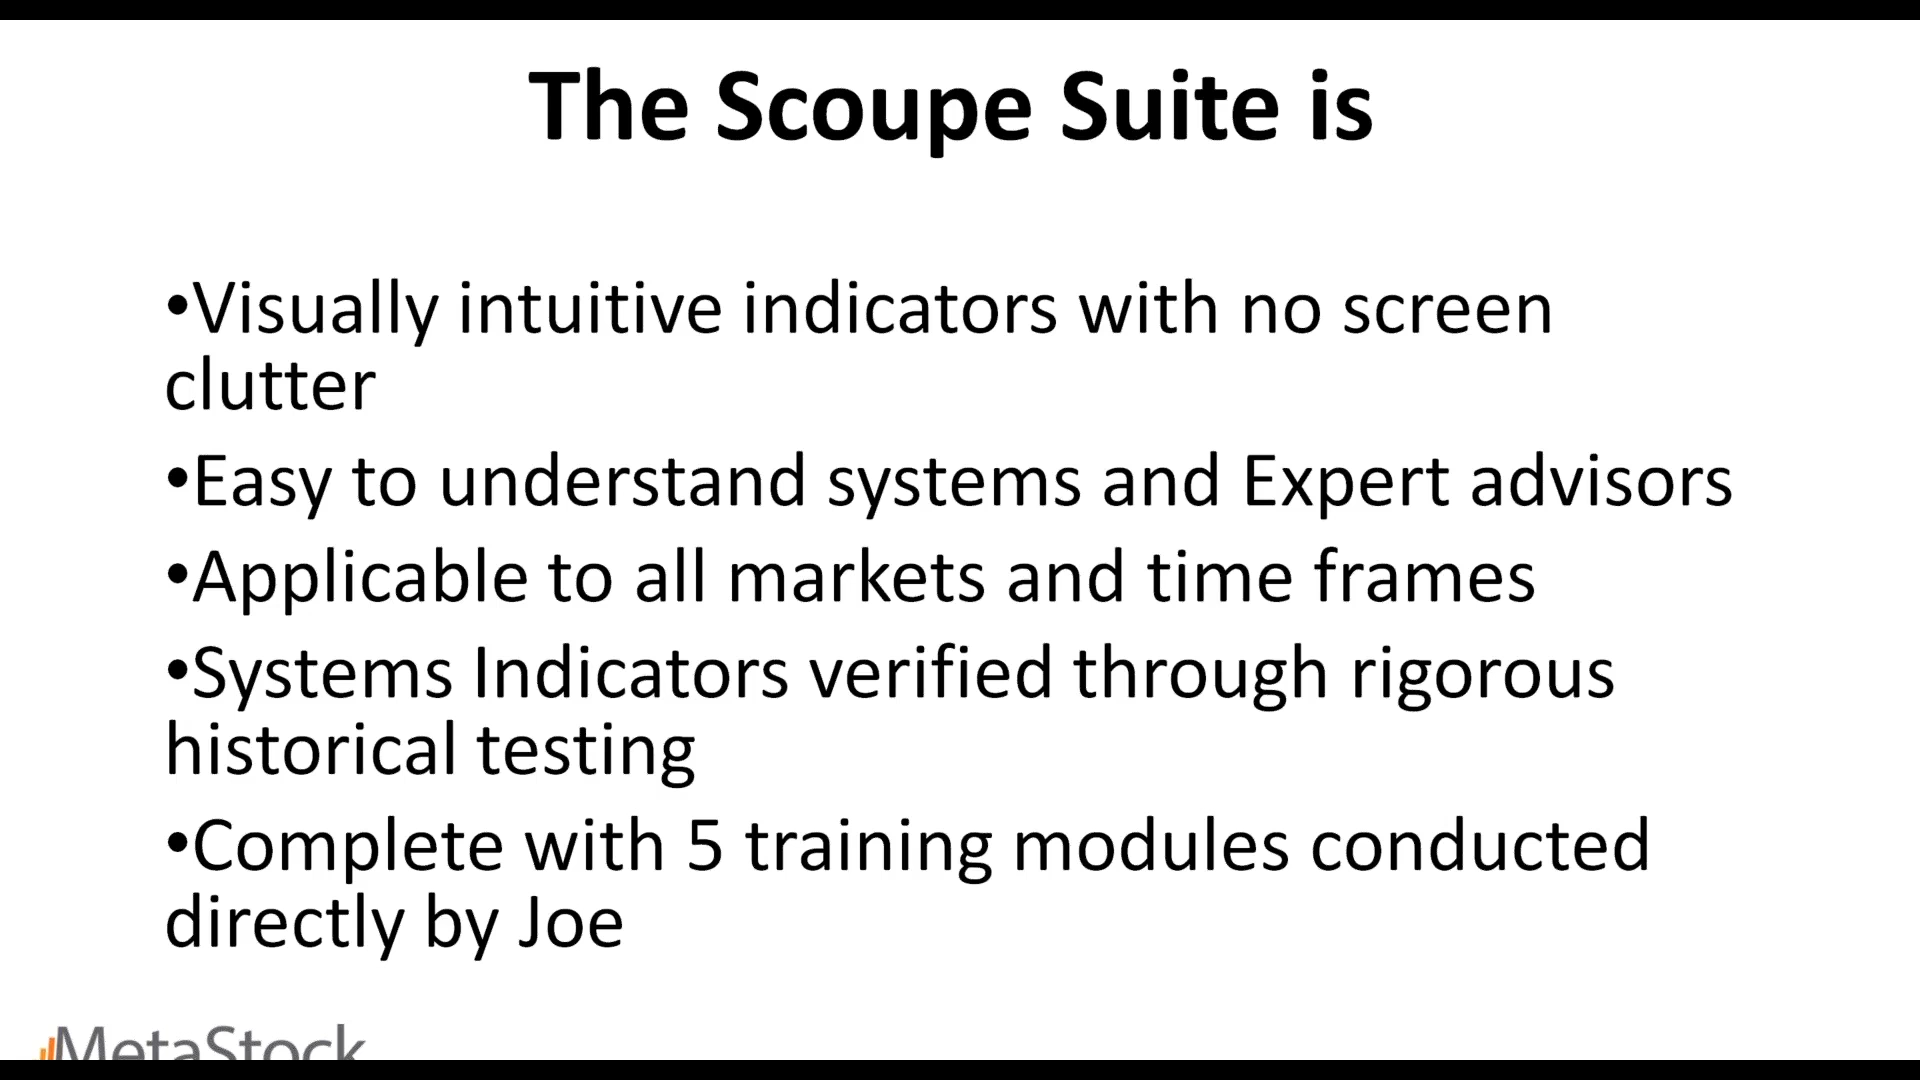 The Scoupe Suite is
•Visually intuitive indicators with no screen
clutter
•Easy to understand systems and Expert advisors
•Applicable to all markets and time frames
•Systems Indicators verified through rigorous
historical testing
•Complete with 5 training modules conducted
directly by Joe
MetaStock